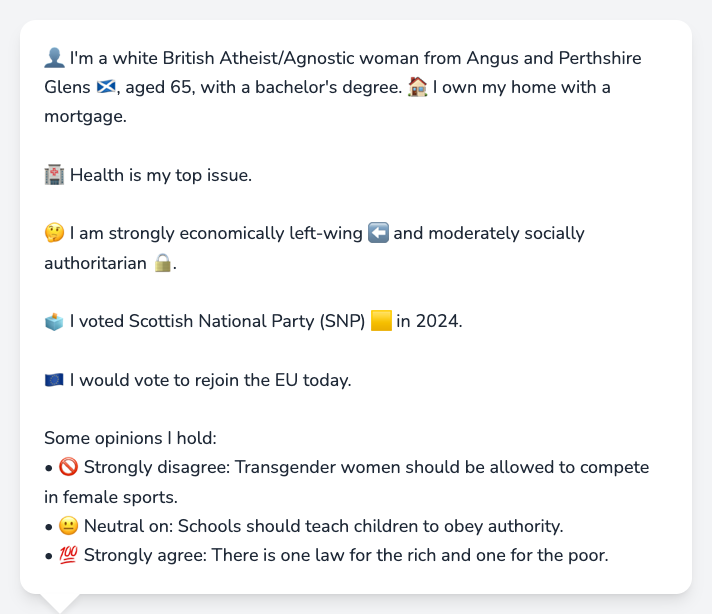 👤 I'm a white British Atheist/Agnostic woman from Angus and Perthshire
Glens 🏴󠁧󠁢󠁳󠁣󠁴󠁿, aged 65, with a bachelor's degree. 🏠 I own my home with a
mortgage.
🏥 Health is my top issue.
🤔 I am strongly economically left-wing ⬅️ and moderately socially
authoritarian 🔒.
🗳️ I voted Scottish National Party (SNP) 🟨 in 2024.
🇪🇺 I would vote to rejoin the EU today.
Some opinions I hold:
• 🚫 Strongly disagree: Transgender women should be allowed to compete
in female sports.
• 😐 Neutral on: Schools should teach children to obey authority.
• 💯 Strongly agree: There is one law for the rich and one for the poor.